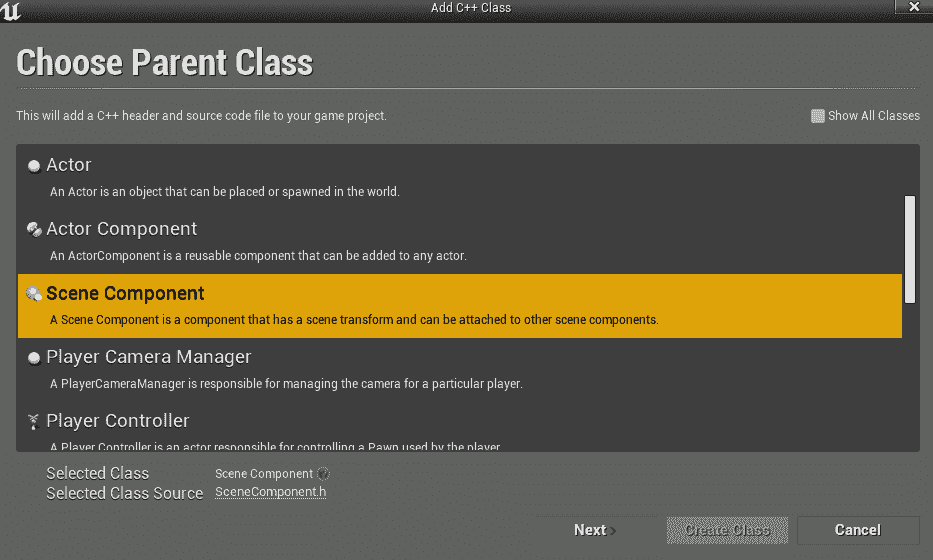 Add C++ Class
Choose Parent Class
This will add a C++ header and source code file to your game project.
Show All Classes
Actor
An Actor is an object that can be placed or spawned in the world.
Actor Component
An ActorComponent is a reusable component that can be added to any actor.
Scene Component
A Scene Component is a component that has a scene transform and can be attached to other scene components.
Player Camera Manager
A PlayerCameraManager is responsible for managing the camera for a particular player.
Player Controller
A Player Controller is an actor responsible for controlling a Pawn used by the player.
Selected Class Scene Component ?
Selected Class Source SceneComponent.h
Next >
Create Class
Cancel